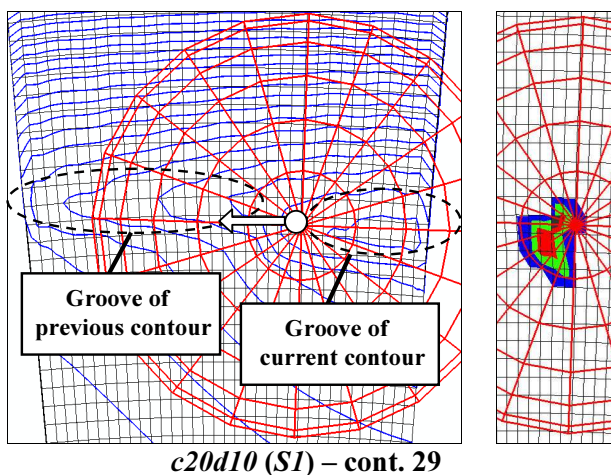 Groove of
previous contour
Groove of
current contour
c20d10 (S1) – cont. 29